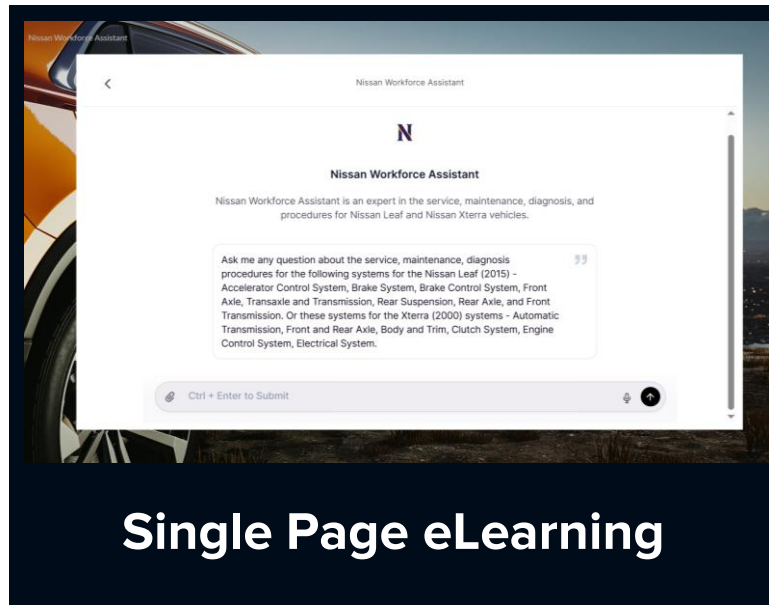 Nissan Workforce Assistant
Nissan Workforce Assistant
N
Nissan Workforce Assistant
Nissan Workforce Assistant is an expert in the service, maintenance, diagnosis, and
procedures for Nissan Leaf and Nissan Xterra vehicles.
Ask me any question about the service, maintenance, diagnosis
procedures for the following systems for the Nissan Leaf (2015) -
Accelerator Control System, Brake System, Brake Control System, Front
Axle, Transaxle and Transmission, Rear Suspension, Rear Axle, and Front
Transmission. Or these systems for the Xterra (2000) systems - Automatic
Transmission, Front and Rear Axle, Body and Trim, Clutch System, Engine
Control System, Electrical System.
Ctrl + Enter to Submit
Single Page eLearning